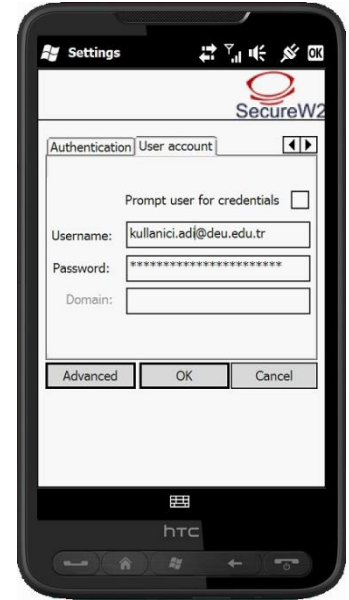 Settings OK
SecureW2
Authentication User account
Prompt user for credentials
Username: kullanici.adi@deu.edu.tr
Password: ***********************
Domain:
Advanced OK Cancel
hTC